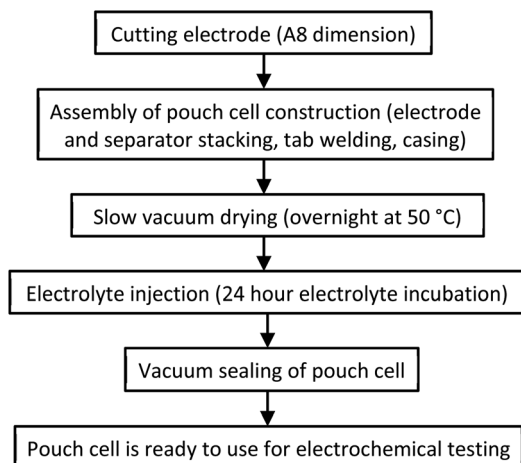 Cutting electrode (A8 dimension)
Assembly of pouch cell construction (electrode
and separator stacking, tab welding, casing)
Slow vacuum drying (overnight at 50 °C)
Electrolyte injection (24 hour electrolyte incubation)
Vacuum sealing of pouch cell
Pouch cell is ready to use for electrochemical testing